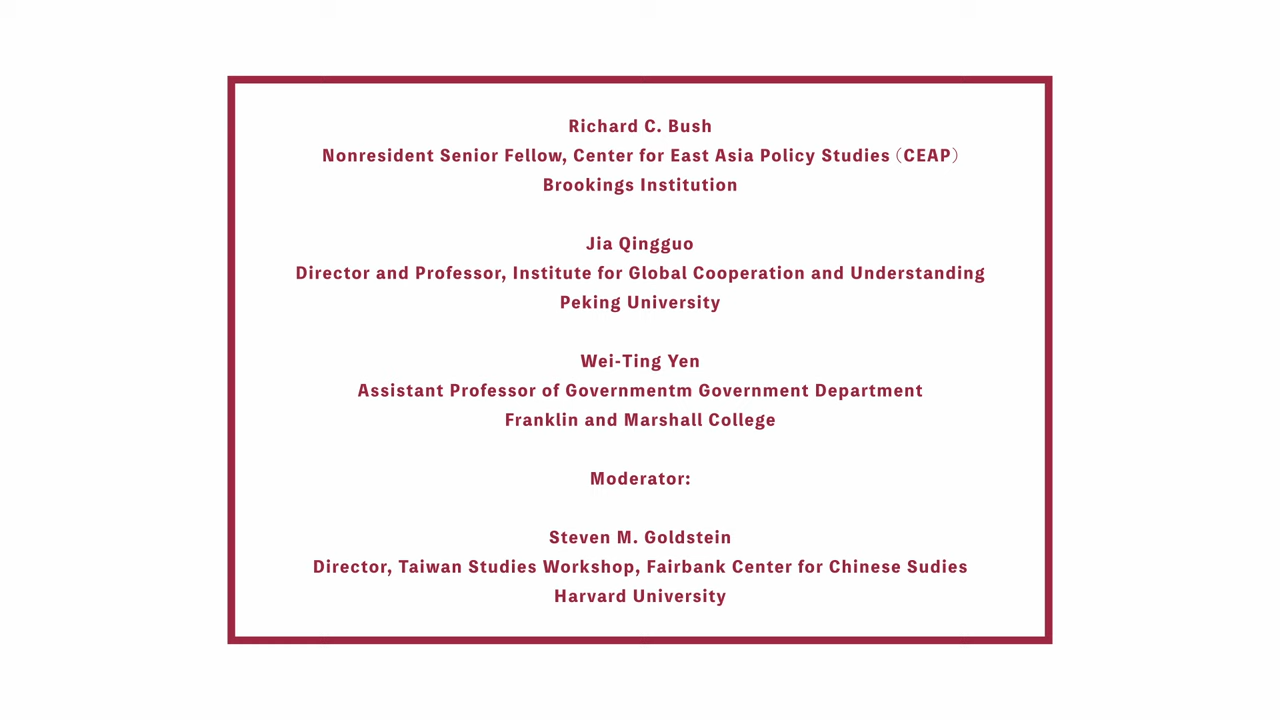 Richard C. Bush
Nonresident Senior Fellow, Center for East Asia Policy Studies（CEAP）
Brookings Institution
Jia Qingguo
Director and Professor, Institute for Global Cooperation and Understanding
Peking University
Wei-Ting Yen
Assistant Professor of Governmentm Government Department
Franklin and Marshall College
Moderator:
Steven M. Goldstein
Director, Taiwan Studies Workshop, Fairbank Center for Chinese Sudies
Harvard University